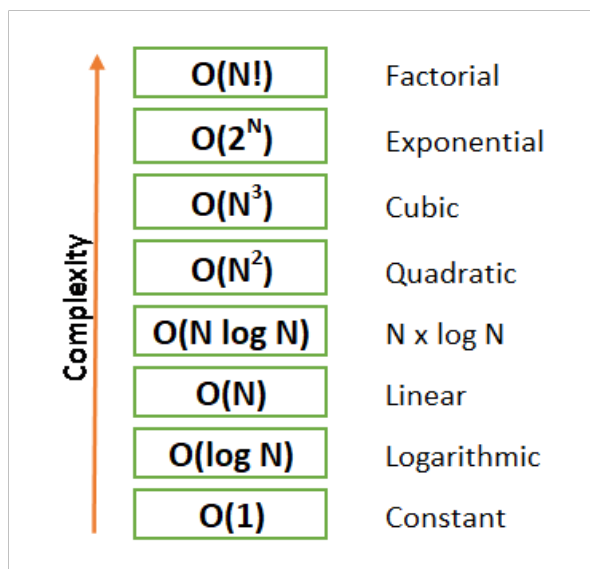 Complexity
O(N!) Factorial
O(2^N) Exponential
O(N^3) Cubic
O(N^2) Quadratic
O(N log N) N x log N
O(N) Linear
O(log N) Logarithmic
O(1) Constant